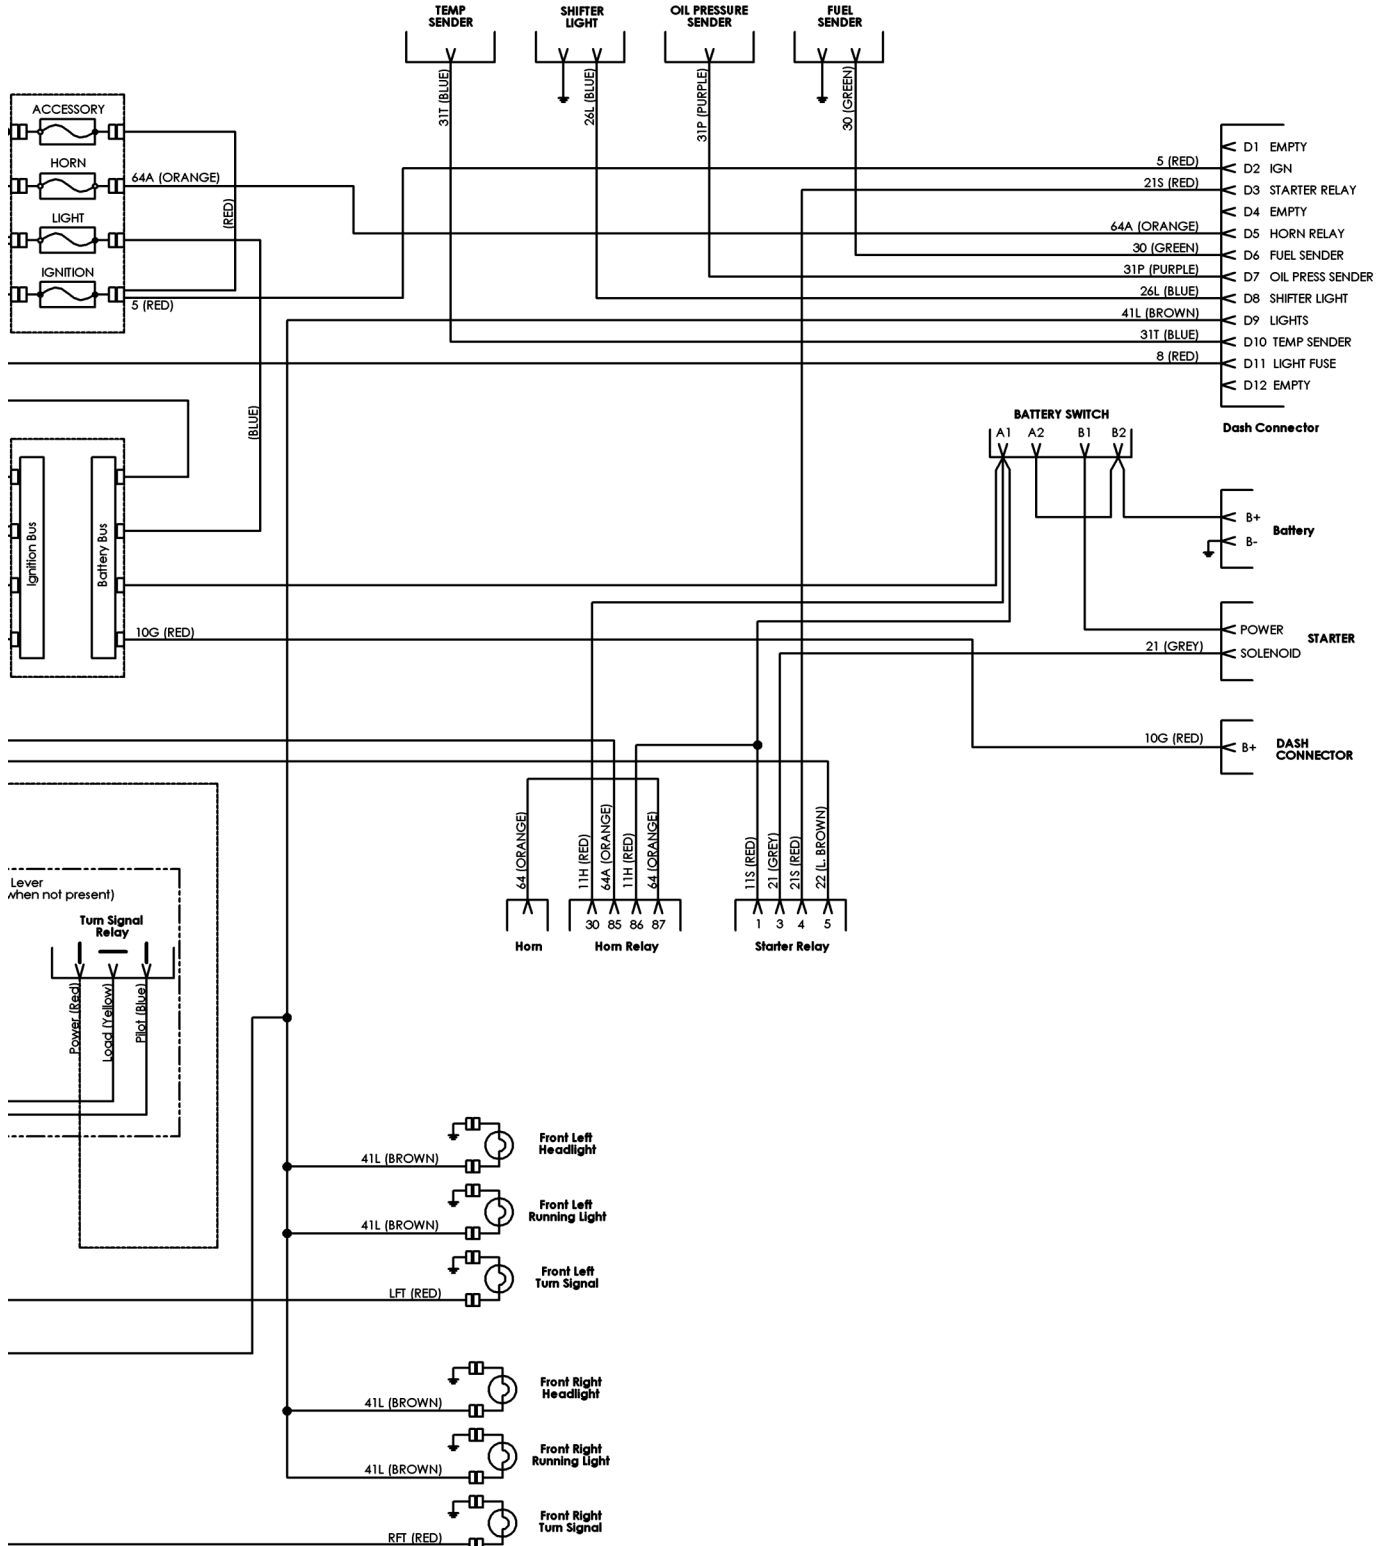 TEMP
SENDER
SHIFTER
LIGHT
OIL PRESSURE
SENDER
FUEL
SENDER
31T (BLUE)
26L (BLUE)
31P (PURPLE)
30 (GREEN)
ACCESSORY
HORN
64A (ORANGE)
LIGHT
IGNITION
5 (RED)
(RED)
(BLUE)
5 (RED)
21S (RED)
64A (ORANGE)
30 (GREEN)
31P (PURPLE)
26L (BLUE)
41L (BROWN)
31T (BLUE)
8 (RED)
D1 EMPTY
D2 IGN
D3 STARTER RELAY
D4 EMPTY
D5 HORN RELAY
D6 FUEL SENDER
D7 OIL PRESS SENDER
D8 SHIFTER LIGHT
D9 LIGHTS
D10 TEMP SENDER
D11 LIGHT FUSE
D12 EMPTY
Dash Connector
BATTERY SWITCH
A1 A2 B1 B2
B+
B-
Battery
Ignition Bus
Battery Bus
10G (RED)
POWER
SOLENOID
STARTER
21 (GREY)
10G (RED)
B+
DASH
CONNECTOR
64 (ORANGE)
11H (RED)
64A (ORANGE)
11H (RED)
64 (ORANGE)
11S (RED)
21 (GREY)
21S (RED)
22 (L. BROWN)
30 85 86 87
1 3 4 5
Horn
Horn Relay
Starter Relay
Lever
when not present)
Turn Signal
Relay
Power (Red)
Load (Yellow)
Pilot (Blue)
41L (BROWN)
Front Left
Headlight
41L (BROWN)
Front Left
Running Light
LFT (RED)
Front Left
Turn Signal
41L (BROWN)
Front Right
Headlight
41L (BROWN)
Front Right
Running Light
RFT (RED)
Front Right
Turn Signal